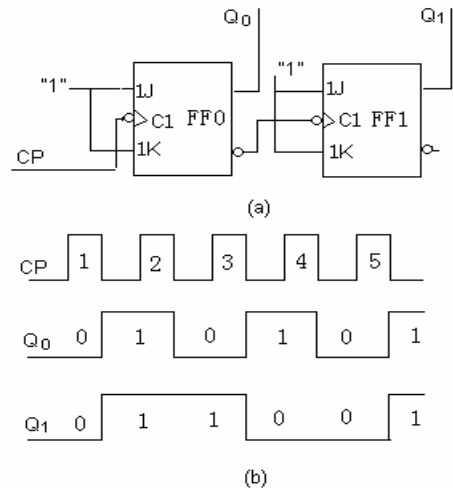 Q0 Q1
"1" 1J C1 FF0 1K
"1" 1J C1 FF1 1K
CP
(a)
CP 1 2 3 4 5
Q0 0 1 0 1 0 1
Q1 0 1 1 0 0 1
(b)